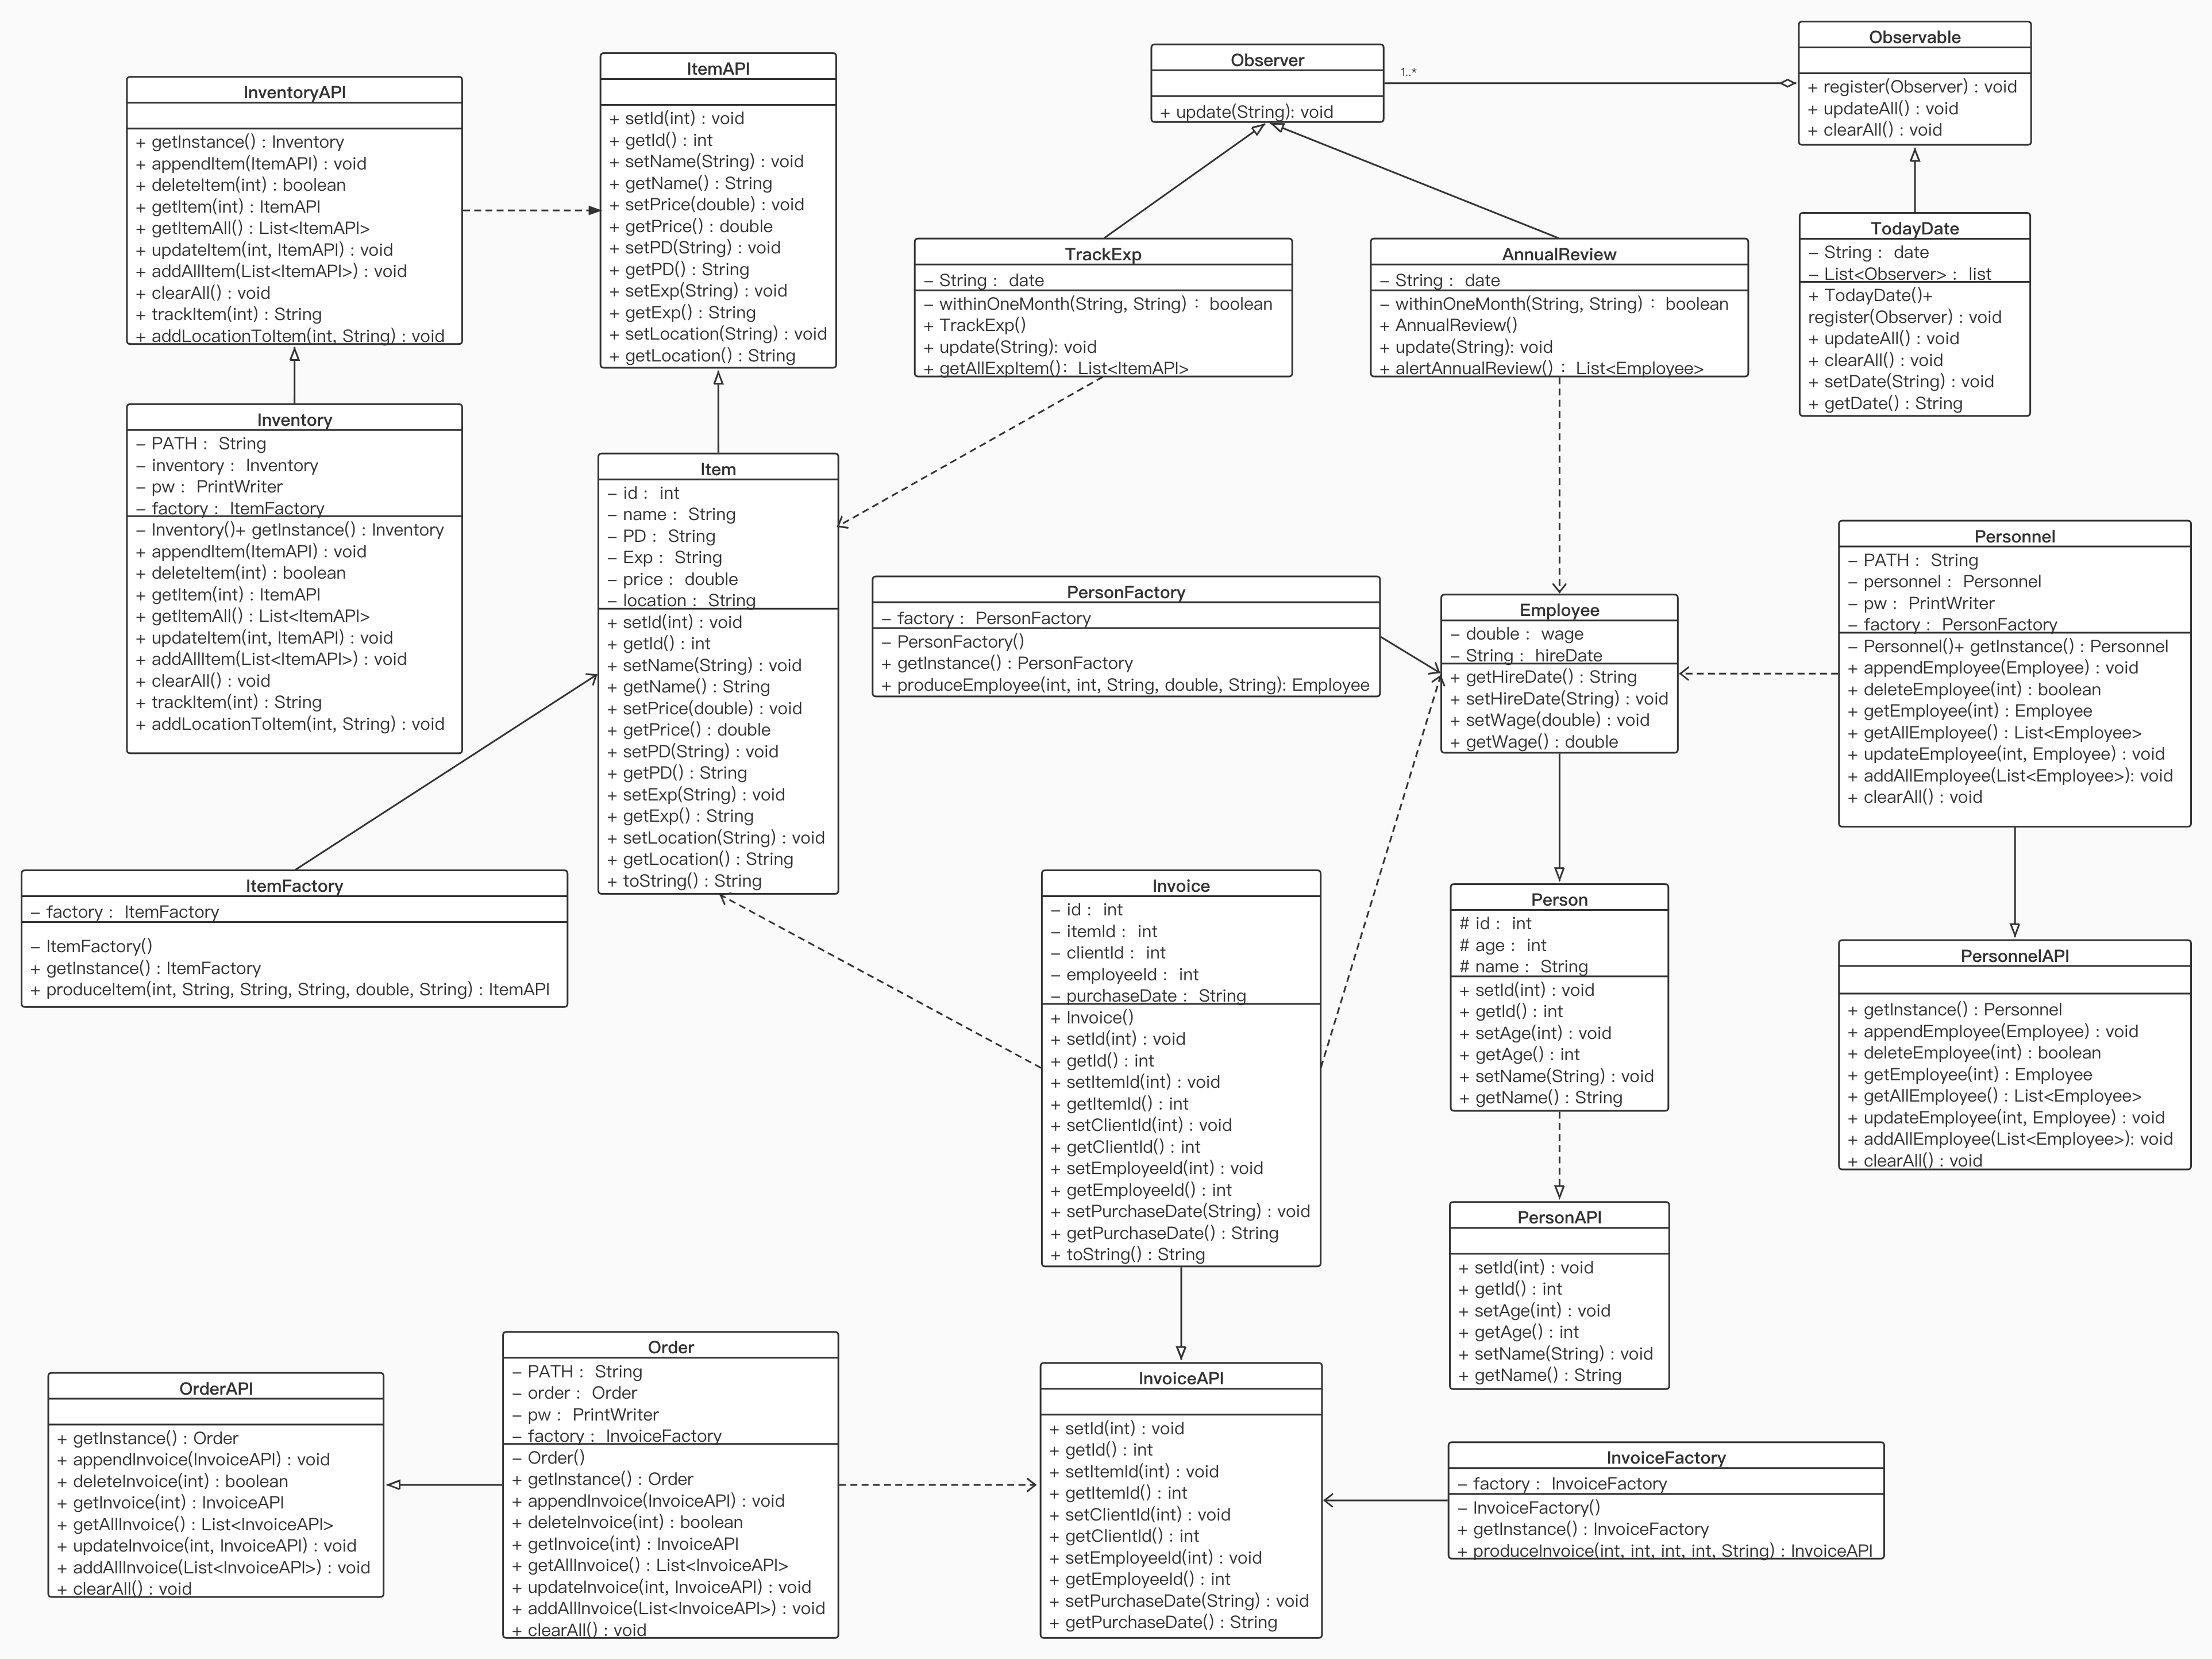 InventoryAPI
+ getInstance() : Inventory
+ appendItem(ItemAPI) : void
+ deleteItem(int) : boolean
+ getItem(int) : ItemAPI
+ getItemAll() : List<ItemAPI>
+ updateItem(int, ItemAPI) : void
+ addAllItem(List<ItemAPI>) : void
+ clearAll() : void
+ trackItem(int) : String
+ addLocationToItem(int, String) : void
ItemAPI
+ setId(int) : void
+ getId() : int
+ setName(String) : void
+ getName() : String
+ setPrice(double) : void
+ getPrice() : double
+ setPD(String) : void
+ getPD() : String
+ setExp(String) : void
+ getExp() : String
+ setLocation(String) : void
+ getLocation() : String
Observer
+ update(String): void
1..*
Observable
+ register(Observer) : void
+ updateAll() : void
+ clearAll() : void
TrackExp
– String : date
– withinOneMonth(String, String) : boolean
+ TrackExp()
+ update(String): void
+ getAllExpItem() : List<ItemAPI>
AnnualReview
– String : date
– withinOneMonth(String, String) : boolean
+ AnnualReview()
+ update(String): void
+ alertAnnualReview() : List<Employee>
TodayDate
– String : date
– List<Observer> : list
+ TodayDate()+
register(Observer) : void
+ updateAll() : void
+ clearAll() : void
+ setDate(String) : void
+ getDate() : String
Inventory
– PATH : String
– inventory : Inventory
– pw : PrintWriter
– factory : ItemFactory
– Inventory()+ getInstance() : Inventory
+ appendItem(ItemAPI) : void
+ deleteItem(int) : boolean
+ getItem(int) : ItemAPI
+ getItemAll() : List<ItemAPI>
+ updateItem(int, ItemAPI) : void
+ addAllItem(List<ItemAPI>) : void
+ clearAll() : void
+ trackItem(int) : String
+ addLocationToItem(int, String) : void
Item
– id : int
– name : String
– PD : String
– Exp : String
– price : double
– location : String
+ setId(int) : void
+ getId() : int
+ setName(String) : void
+ getName() : String
+ setPrice(double) : void
+ getPrice() : double
+ setPD(String) : void
+ getPD() : String
+ setExp(String) : void
+ getExp() : String
+ setLocation(String) : void
+ getLocation() : String
+ toString() : String
PersonFactory
– factory : PersonFactory
– PersonFactory()
+ getInstance() : PersonFactory
+ produceEmployee(int, int, String, double, String): Employee
Employee
– double : wage
– String : hireDate
+ getHireDate() : String
+ setHireDate(String) : void
+ setWage(double) : void
+ getWage() : double
Personnel
– PATH : String
– personnel : Personnel
– pw : PrintWriter
– factory : PersonFactory
– Personnel()+ getInstance() : Personnel
+ appendEmployee(Employee) : void
+ deleteEmployee(int) : boolean
+ getEmployee(int) : Employee
+ getAllEmployee() : List<Employee>
+ updateEmployee(int, Employee) : void
+ addAllEmployee(List<Employee>): void
+ clearAll() : void
ItemFactory
– factory : ItemFactory
– ItemFactory()
+ getInstance() : ItemFactory
+ produceItem(int, String, String, String, double, String) : ItemAPI
Invoice
– id : int
– itemId : int
– clientId : int
– employeeId : int
– purchaseDate : String
+ Invoice()
+ setId(int) : void
+ getId() : int
+ setItemId(int) : void
+ getItemId() : int
+ setClientId(int) : void
+ getClientId() : int
+ setEmployeeId(int) : void
+ getEmployeeId() : int
+ setPurchaseDate(String) : void
+ getPurchaseDate() : String
+ toString() : String
Person
# id : int
# age : int
# name : String
+ setId(int) : void
+ getId() : int
+ setAge(int) : void
+ getAge() : int
+ setName(String) : void
+ getName() : String
PersonnelAPI
+ getInstance() : Personnel
+ appendEmployee(Employee) : void
+ deleteEmployee(int) : boolean
+ getEmployee(int) : Employee
+ getAllEmployee() : List<Employee>
+ updateEmployee(int, Employee) : void
+ addAllEmployee(List<Employee>): void
+ clearAll() : void
PersonAPI
+ setId(int) : void
+ getId() : int
+ setAge(int) : void
+ getAge() : int
+ setName(String) : void
+ getName() : String
OrderAPI
+ getInstance() : Order
+ appendInvoice(InvoiceAPI) : void
+ deleteInvoice(int) : boolean
+ getInvoice(int) : InvoiceAPI
+ getAllInvoice() : List<InvoiceAPI>
+ updateInvoice(int, InvoiceAPI) : void
+ addAllInvoice(List<InvoiceAPI>) : void
+ clearAll() : void
Order
– PATH : String
– order : Order
– pw : PrintWriter
– factory : InvoiceFactory
– Order()
+ getInstance() : Order
+ appendInvoice(InvoiceAPI) : void
+ deleteInvoice(int) : boolean
+ getInvoice(int) : InvoiceAPI
+ getAllInvoice() : List<InvoiceAPI>
+ updateInvoice(int, InvoiceAPI) : void
+ addAllInvoice(List<InvoiceAPI>) : void
+ clearAll() : void
InvoiceAPI
+ setId(int) : void
+ getId() : int
+ setItemId(int) : void
+ getItemId() : int
+ setClientId(int) : void
+ getClientId() : int
+ setEmployeeId(int) : void
+ getEmployeeId() : int
+ setPurchaseDate(String) : void
+ getPurchaseDate() : String
InvoiceFactory
– factory : InvoiceFactory
– InvoiceFactory()
+ getInstance() : InvoiceFactory
+ produceInvoice(int, int, int, int, String) : InvoiceAPI